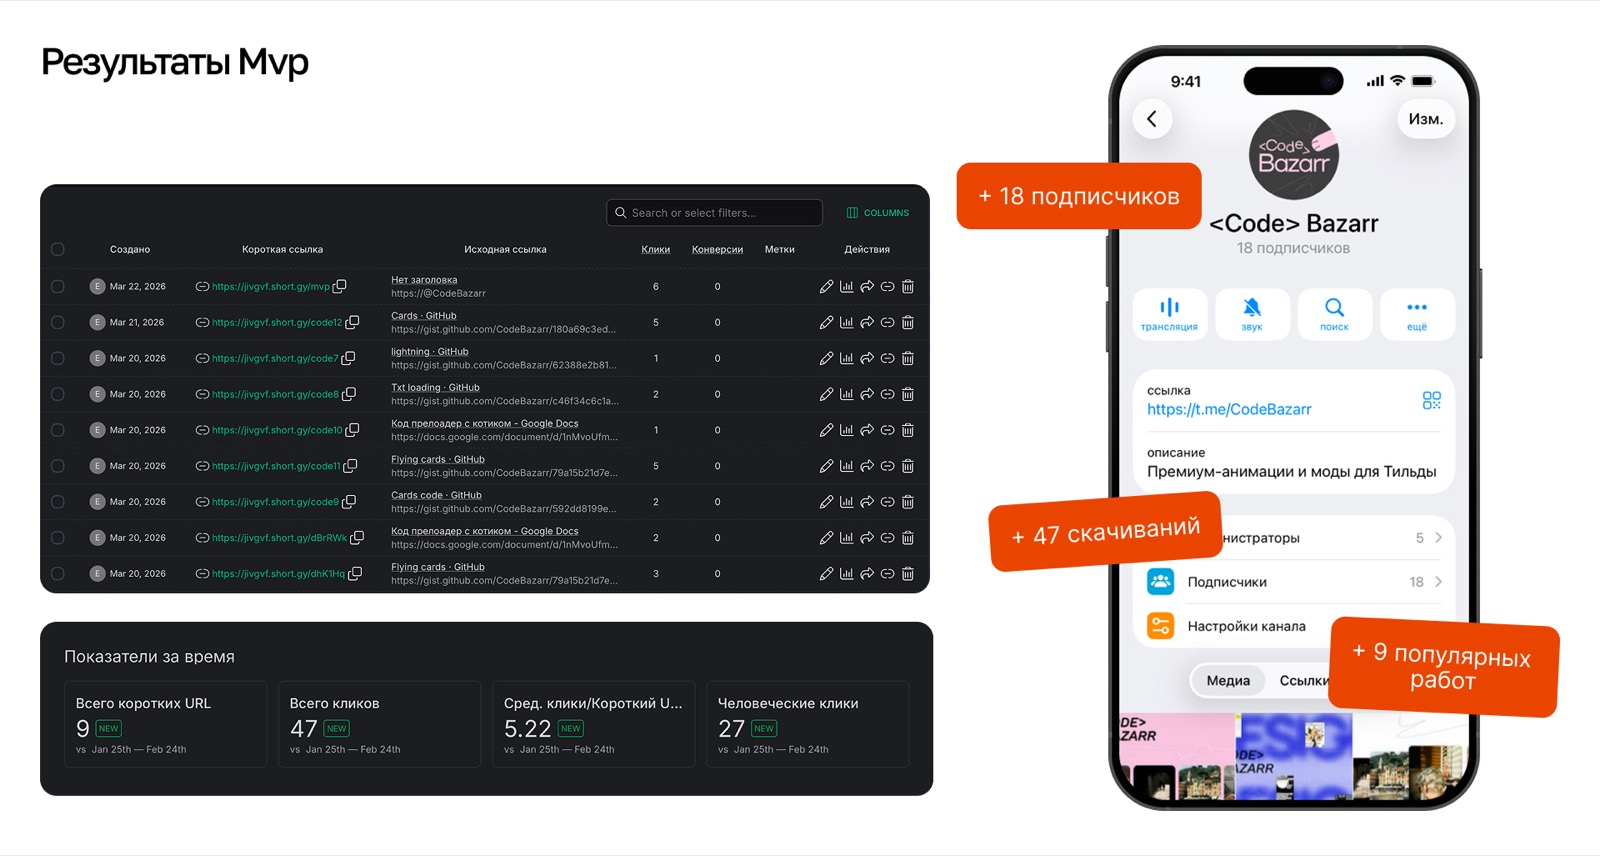 Результаты Mvp
Search or select filters...
COLUMNS
Создано Короткая ссылка Исходная ссылка Клики Конверсии Метки Действия
E Mar 22, 2026 https://jivgvf.short.gy/mvp Нет заголовка 6 0
https://@CodeBazarr
E Mar 21, 2026 https://jivgvf.short.gy/code12 Cards · GitHub 5 0
https://gist.github.com/CodeBazarr/180a69c3ed...
E Mar 20, 2026 https://jivgvf.short.gy/code7 lightning · GitHub 1 0
https://gist.github.com/CodeBazarr/62388e2b81...
E Mar 20, 2026 https://jivgvf.short.gy/code8 Txt loading · GitHub 2 0
https://gist.github.com/CodeBazarr/c46f34c6c1a...
E Mar 20, 2026 https://jivgvf.short.gy/code10 Код прелоадер с котиком - Google Docs 1 0
https://docs.google.com/document/d/1nMvoUfm...
E Mar 20, 2026 https://jivgvf.short.gy/code11 Flying cards · GitHub 5 0
https://gist.github.com/CodeBazarr/79a15b21d7e...
E Mar 20, 2026 https://jivgvf.short.gy/code9 Cards code · GitHub 2 0
https://gist.github.com/CodeBazarr/592dd8199e...
E Mar 20, 2026 https://jivgvf.short.gy/dBrRWk Код прелоадер с котиком - Google Docs 2 0
https://docs.google.com/document/d/1nMvoUfm...
E Mar 20, 2026 https://jivgvf.short.gy/dhK1Hq Flying cards · GitHub 3 0
https://gist.github.com/CodeBazarr/79a15b21d7e...
Показатели за время
Всего коротких URL
9 NEW
vs Jan 25th — Feb 24th
Всего кликов
47 NEW
vs Jan 25th — Feb 24th
Сред. клики/Короткий U...
5.22 NEW
vs Jan 25th — Feb 24th
Человеческие клики
27 NEW
vs Jan 25th — Feb 24th
9:41
Изм.
<Code>
Bazarr
+ 18 подписчиков
<Code> Bazarr
18 подписчиков
трансляция
звук
поиск
ещё
ссылка
https://t.me/CodeBazarr
описание
Премиум-анимации и моды для Тильды
+ 47 скачиваний
нистраторы 5
Подписчики 18
Настройки канала
+ 9 популярных
работ
Медиа Ссылки
DE>
AZARR
ESIG
DE>
ZARR